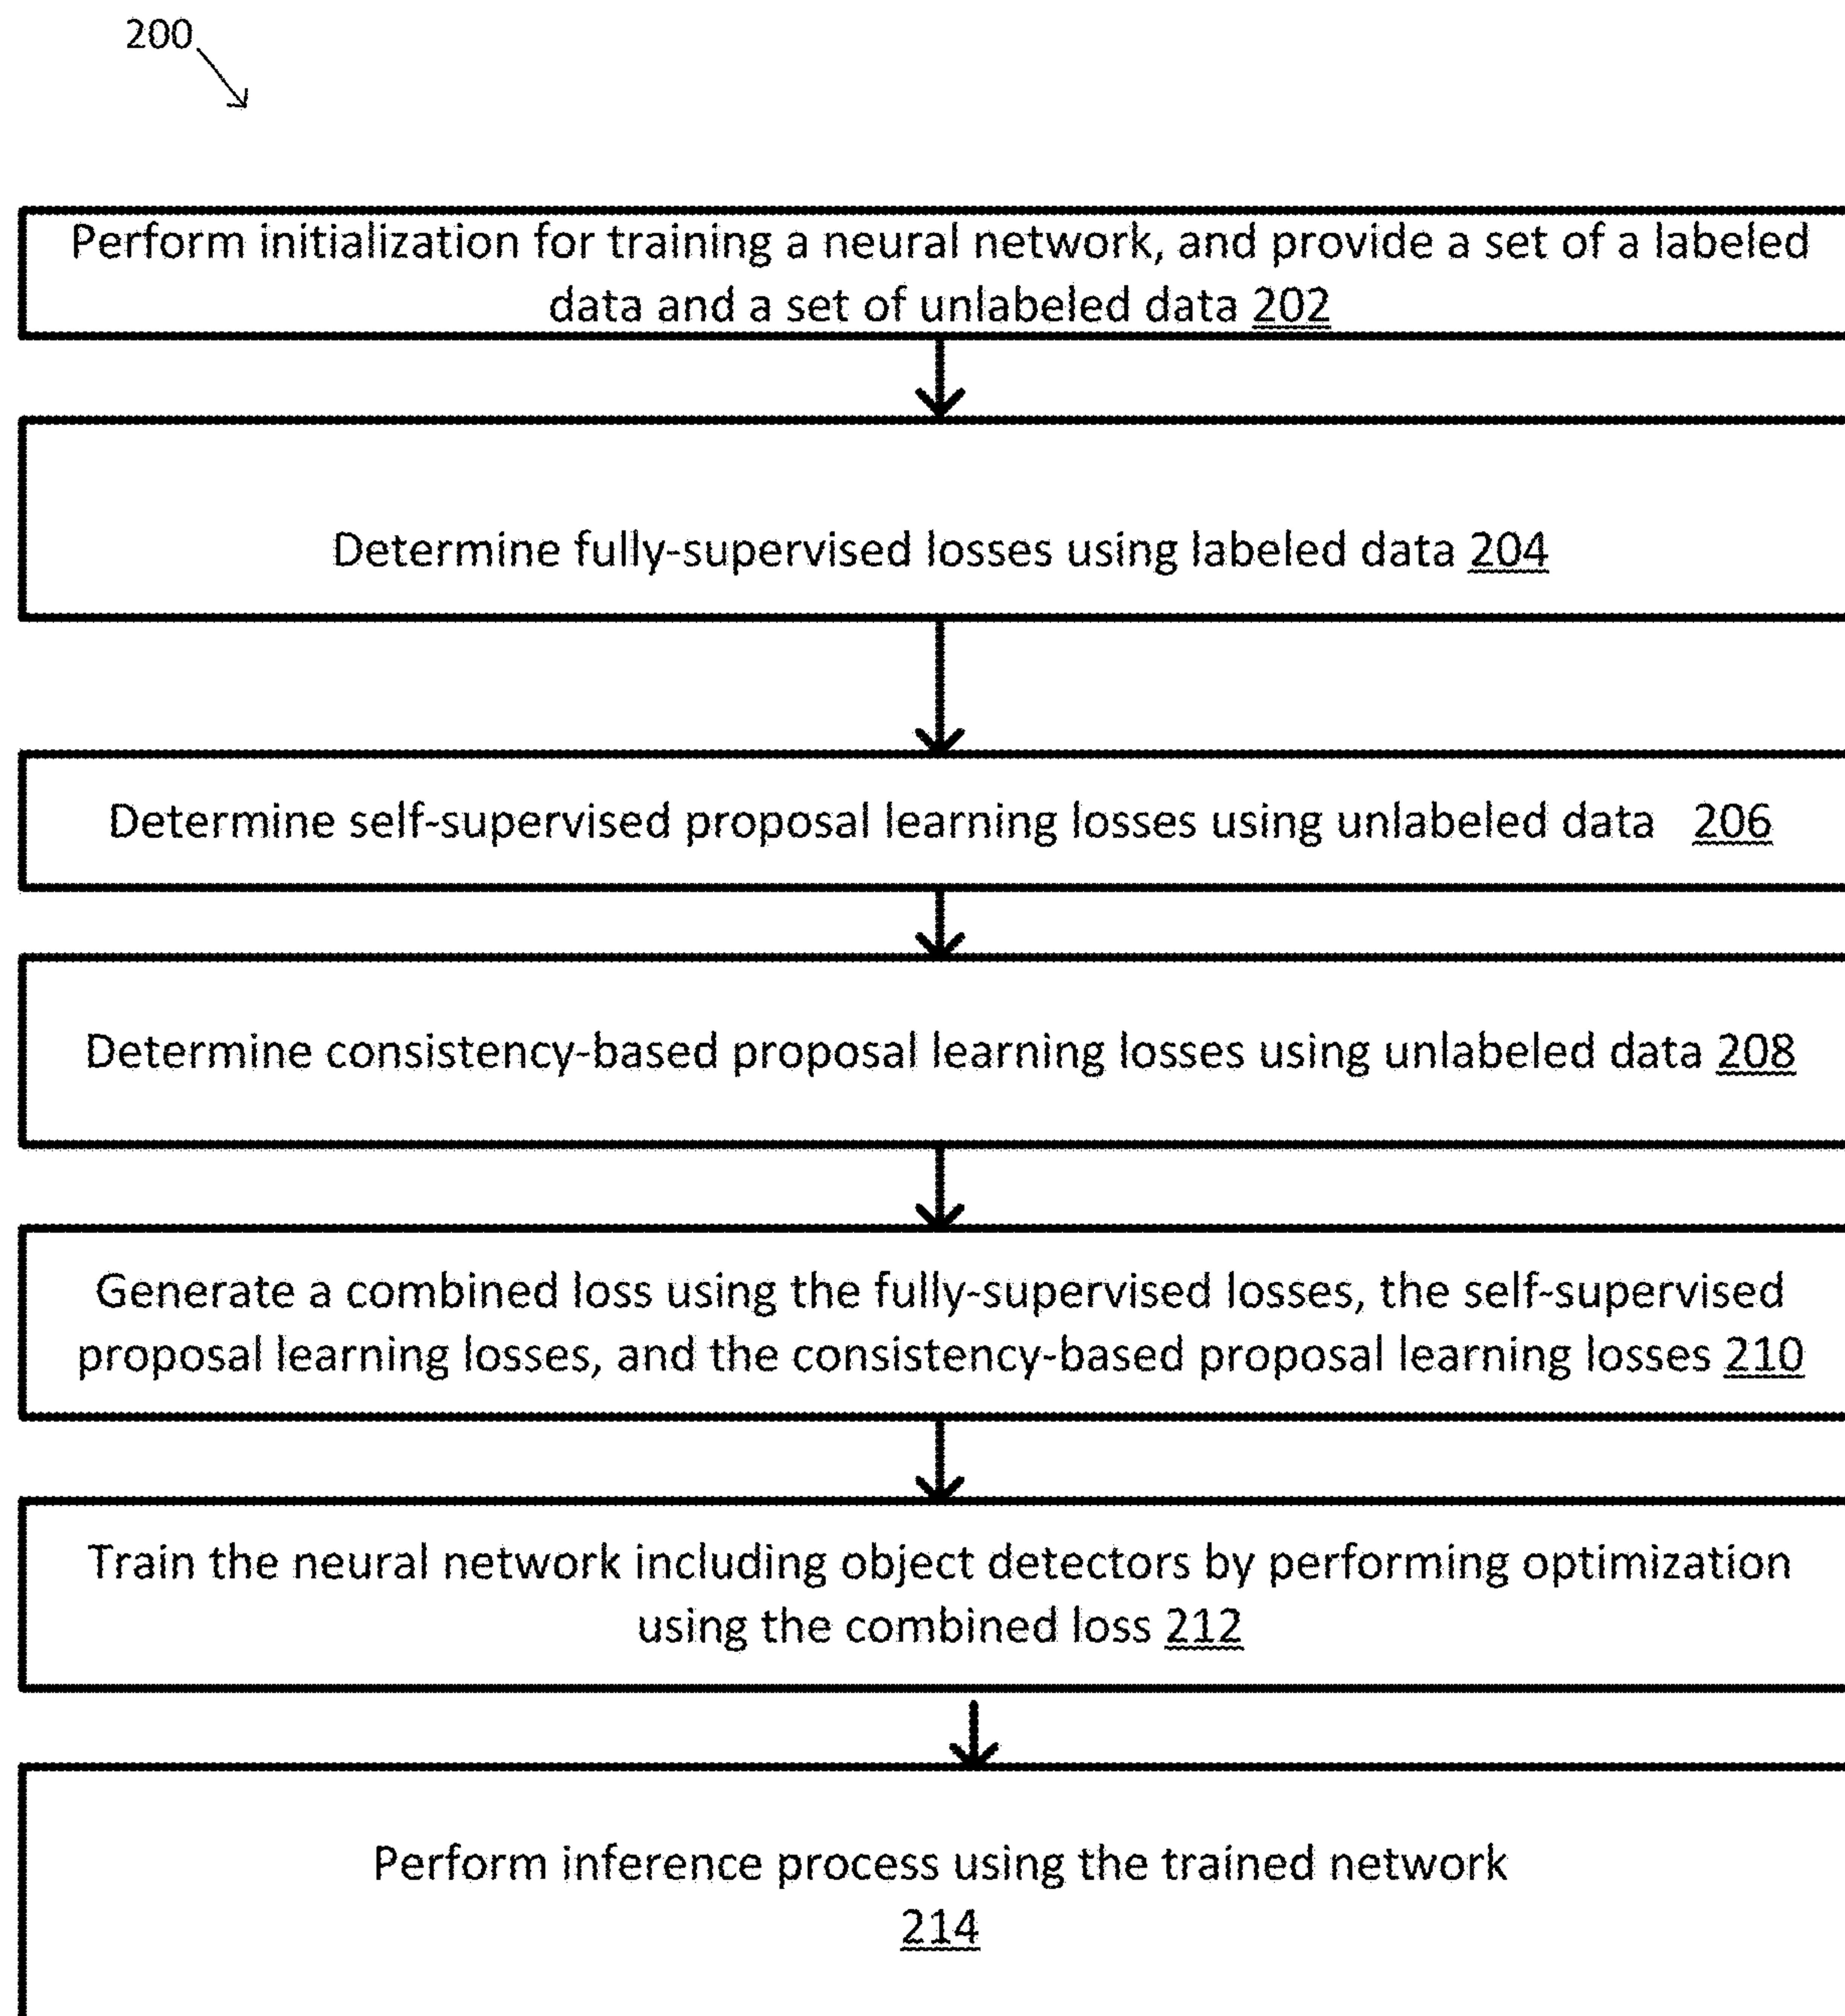 200
Perform initialization for training a neural network, and provide a set of a labeled
data and a set of unlabeled data 202
Determine fully-supervised losses using labeled data 204
Determine self-supervised proposal learning losses using unlabeled data 206
Determine consistency-based proposal learning losses using unlabeled data 208
Generate a combined loss using the fully-supervised losses, the self-supervised
proposal learning losses, and the consistency-based proposal learning losses 210
Train the neural network including object detectors by performing optimization
using the combined loss 212
Perform inference process using the trained network
214